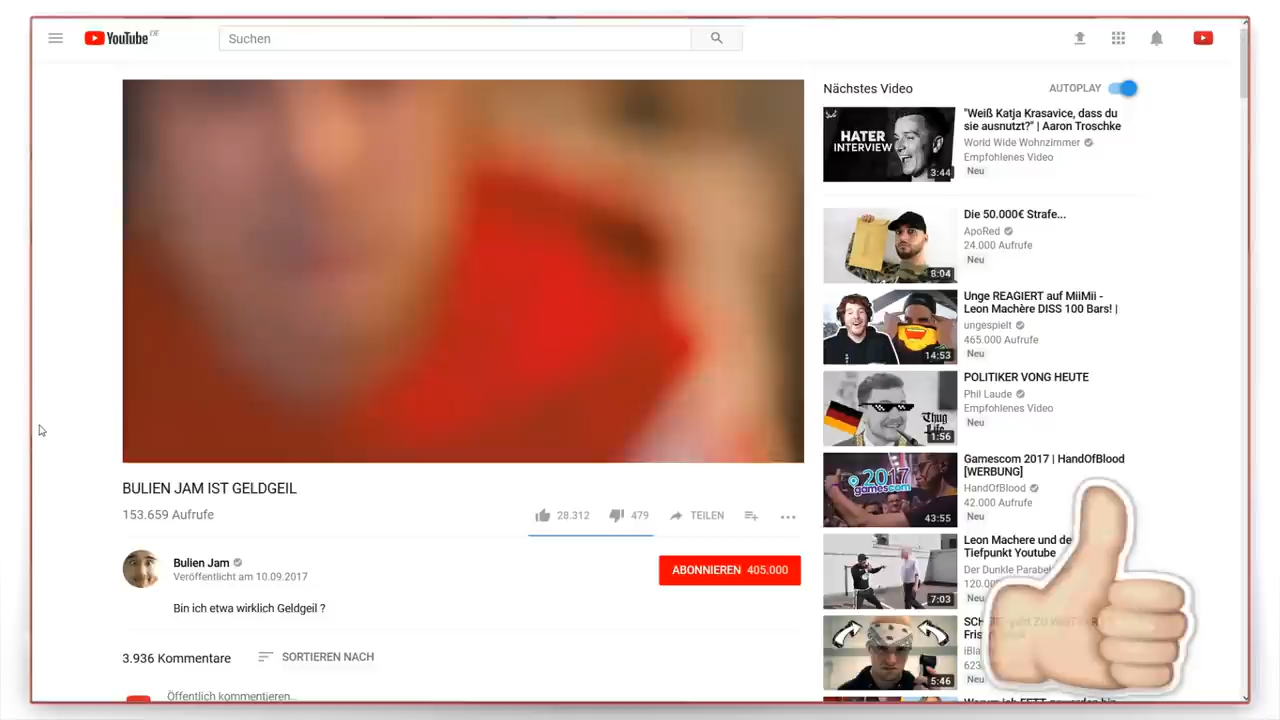 YouTube DE
Suchen
Nächstes Video
AUTOPLAY
HATER
INTERVIEW
3:44
"Weiß Katja Krasavice, dass du
sie ausnutzt?" | Aaron Troschke
World Wide Wohnzimmer
Empfohlenes Video
Neu
8:04
Die 50.000€ Strafe...
ApoRed
24.000 Aufrufe
Neu
14:53
Unge REAGIERT auf MiiMii -
Leon Machère DISS 100 Bars! |
ungespielt
465.000 Aufrufe
Neu
Thug
Life
1:56
POLITIKER VONG HEUTE
Phil Laude
Empfohlenes Video
Neu
2017
gamescom
43:55
Gamescom 2017 | HandOfBlood
[WERBUNG]
HandOfBlood
42.000 Aufrufe
Neu
7:03
Leon Machere und de
Tiefpunkt Youtube
Der Dunkle Parabel
120.00
Neu
5:46
Fris
iBla
623
Neu
BULIEN JAM IST GELDGEIL
153.659 Aufrufe
28.312
479
TEILEN
Bulien Jam
Veröffentlicht am 10.09.2017
ABONNIEREN 405.000
Bin ich etwa wirklich Geldgeil ?
3.936 Kommentare
SORTIEREN NACH
Öffentlich kommentieren...